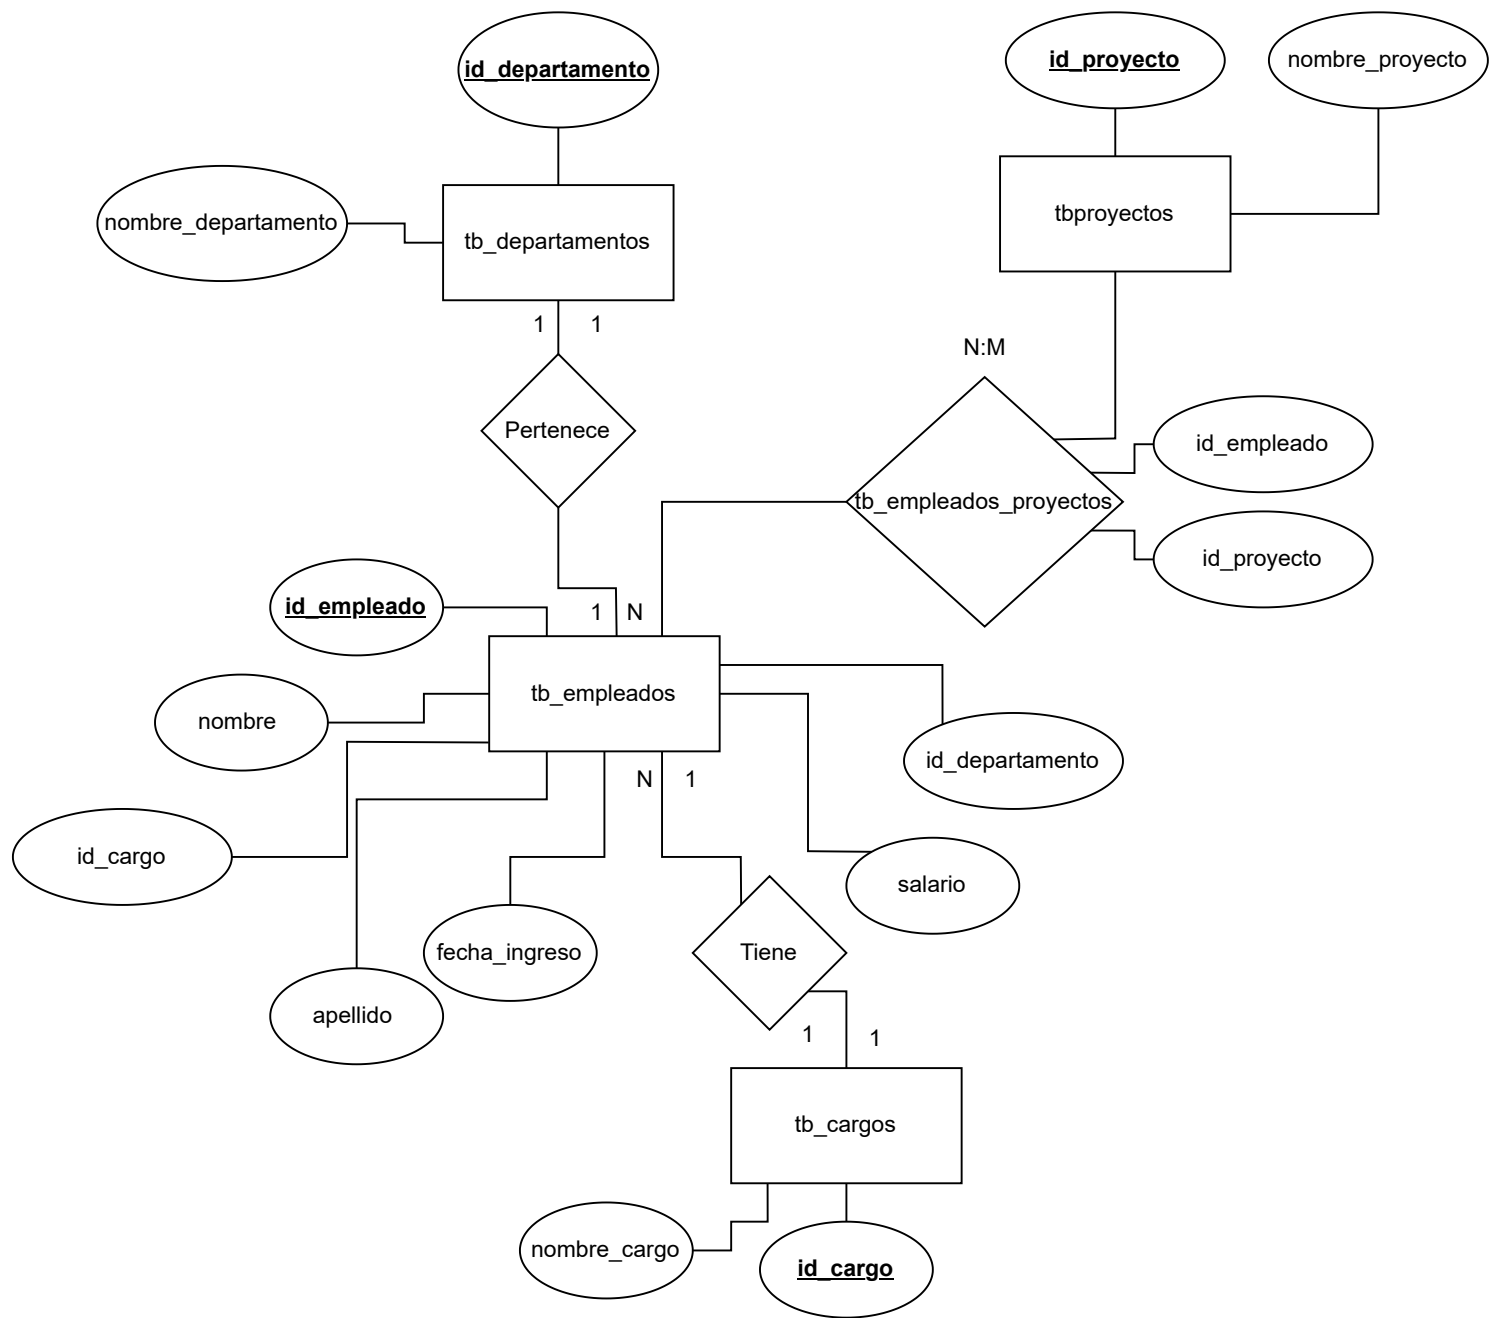 id_departamento
id_proyecto
nombre_proyecto
nombre_departamento
tb_departamentos
tbproyectos
1 1
N:M
Pertenece
id_empleado
tb_empleados_proyectos
id_proyecto
id_empleado
1 N
tb_empleados
nombre
id_departamento
N 1
id_cargo
salario
fecha_ingreso
Tiene
apellido
1 1
tb_cargos
nombre_cargo
id_cargo